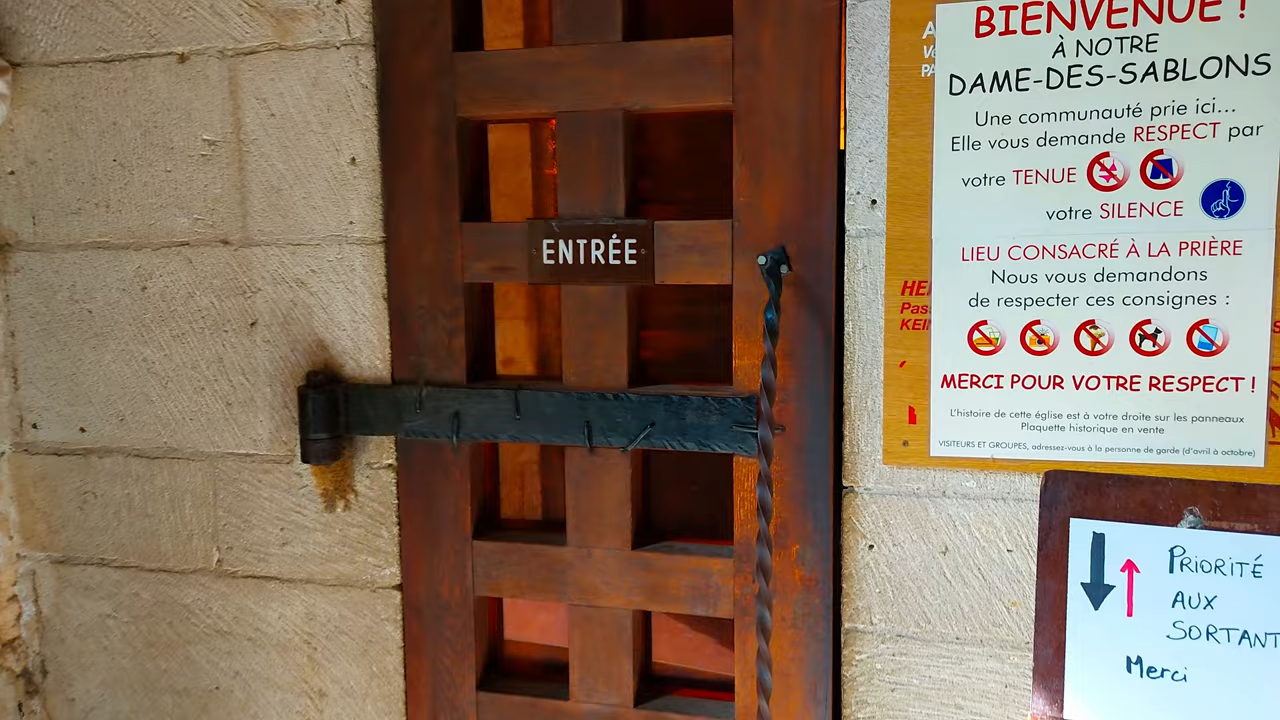 ENTRÉE
BIENVENUE !
À NOTRE
DAME-DES-SABLONS
Une communauté prie ici...
Elle vous demande RESPECT par
votre TENUE
votre SILENCE
LIEU CONSACRÉ À LA PRIÈRE
Nous vous demandons
de respecter ces consignes :
MERCI POUR VOTRE RESPECT !
L'histoire de cette église est à votre droite sur les panneaux
Plaquette historique en vente
VISITEURS ET GROUPES, adressez-vous à la personne de garde (d'avril à octobre)
PRIORITÉ
AUX
SORTANT
Merci